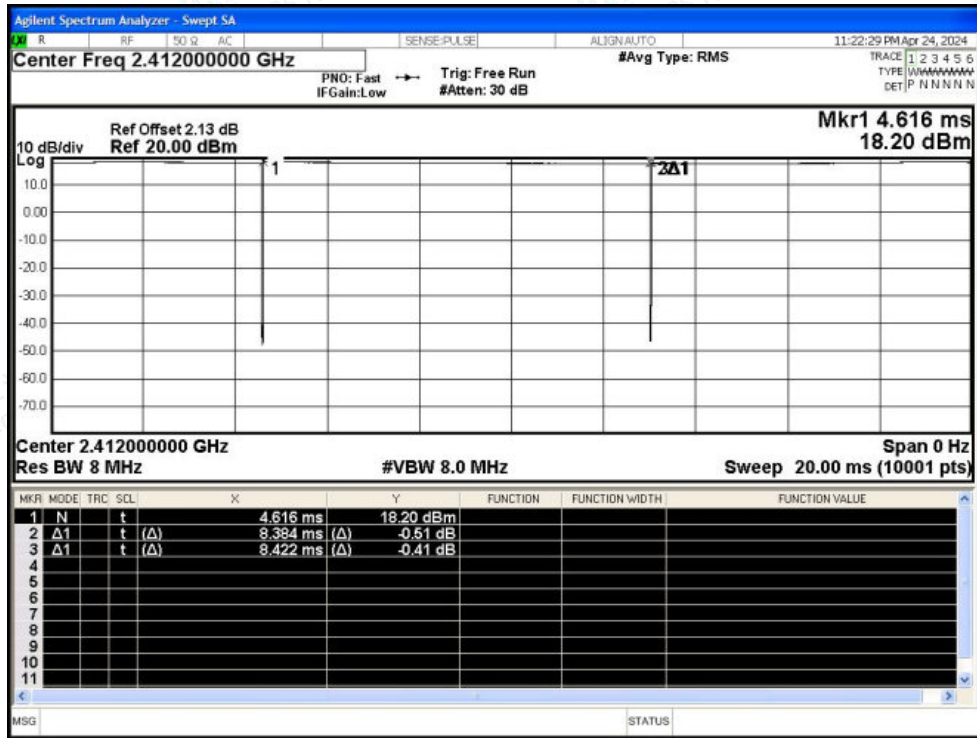 Agilent Spectrum Analyzer - Swept SA
R RF 50 Ω AC SENSE:PULSE ALIGNAUTO 11:22:29 PM Apr 24, 2024
Center Freq 2.412000000 GHz #Avg Type: RMS TRACE 1 2 3 4 5 6
PNO: Fast Trig: Free Run TYPE
IFGain:Low #Atten: 30 dB DET P N N N N N
Mkr1 4.616 ms
Ref Offset 2.13 dB
10 dB/div Ref 20.00 dBm 18.20 dBm
Log
1 3Δ1
10.0
0.00
-10.0
-20.0
-30.0
-40.0
-50.0
-60.0
-70.0
Center 2.412000000 GHz Span 0 Hz
Res BW 8 MHz #VBW 8.0 MHz Sweep 20.00 ms (10001 pts)
MKR MODE TRC SCL X Y FUNCTION FUNCTION WIDTH FUNCTION VALUE
1 N t 4.616 ms 18.20 dBm
2 Δ1 t (Δ) 8.384 ms (Δ) -0.51 dB
3 Δ1 t (Δ) 8.422 ms (Δ) -0.41 dB
4
5
6
7
8
9
10
11
MSG STATUS